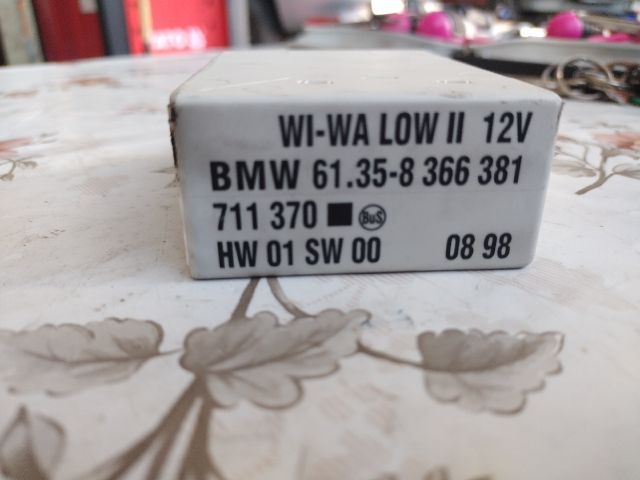 WI-WA LOW II 12V
BMW 61.35-8 366 381
711 370 BuS
HW 01 SW 00 08 98